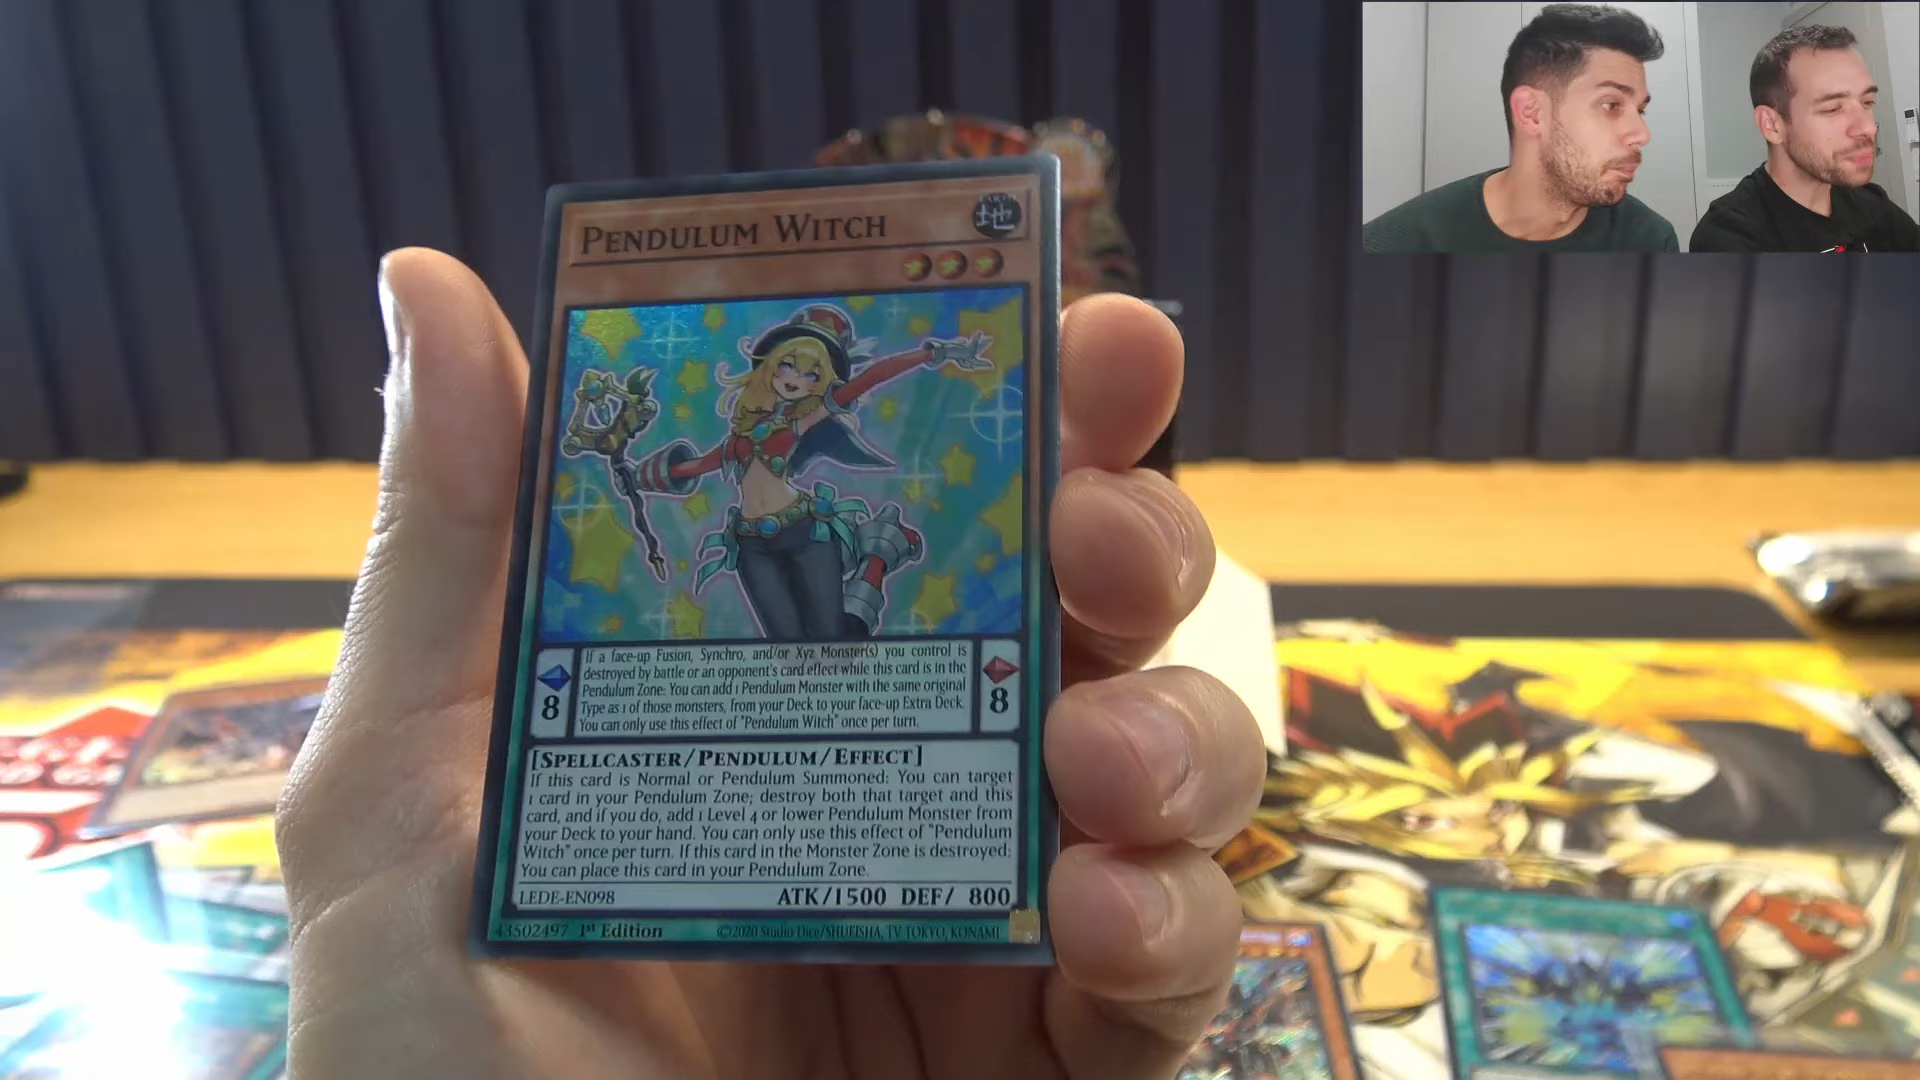 PENDULUM WITCH
EARTH
地
If a face-up Fusion, Synchro, and/or Xyz Monster(s) you control is
destroyed by battle or an opponent's card effect while this card is in the
Pendulum Zone: You can add 1 Pendulum Monster with the same original
Type as 1 of those monsters, from your Deck to your face-up Extra Deck.
You can only use this effect of "Pendulum Witch" once per turn.
8
8
[SPELLCASTER/PENDULUM/EFFECT]
If this card is Normal or Pendulum Summoned: You can target
1 card in your Pendulum Zone; destroy both that target and this
card, and if you do, add 1 Level 4 or lower Pendulum Monster from
your Deck to your hand. You can only use this effect of "Pendulum
Witch" once per turn. If this card in the Monster Zone is destroyed:
You can place this card in your Pendulum Zone.
LEDE-EN098
ATK/1500 DEF/ 800
43502497 1st Edition
©2020 Studio Dice/SHUEISHA, TV TOKYO, KONAMI